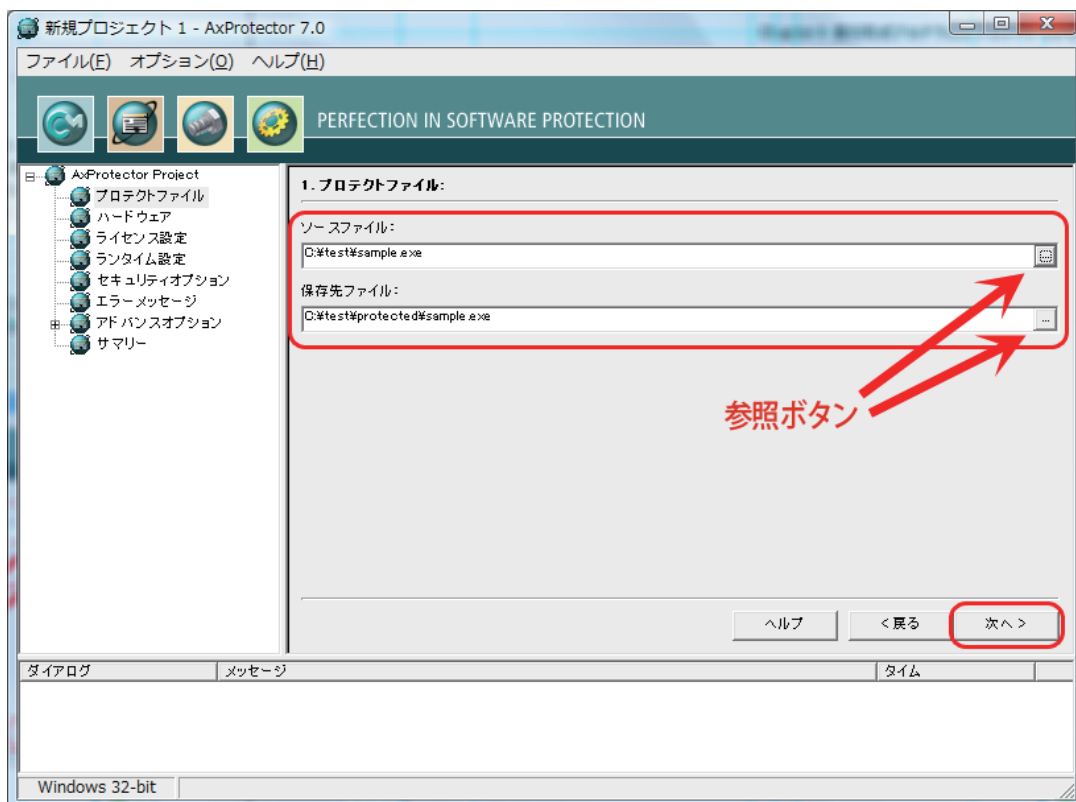 新規プロジェクト 1 - AxProtector 7.0
ファイル(F) オプション(O) ヘルプ(H)
PERFECTION IN SOFTWARE PROTECTION
AxProtector Project
プロテクトファイル
ハードウェア
ライセンス設定
ランタイム設定
セキュリティオプション
エラーメッセージ
アドバンスオプション
サマリー
1.プロテクトファイル:
ソースファイル:
C:¥test¥sample.exe
...
保存先ファイル:
C:¥test¥protected¥sample.exe
...
参照ボタン
ヘルプ <戻る 次へ>
ダイアログ メッセージ タイム
Windows 32-bit